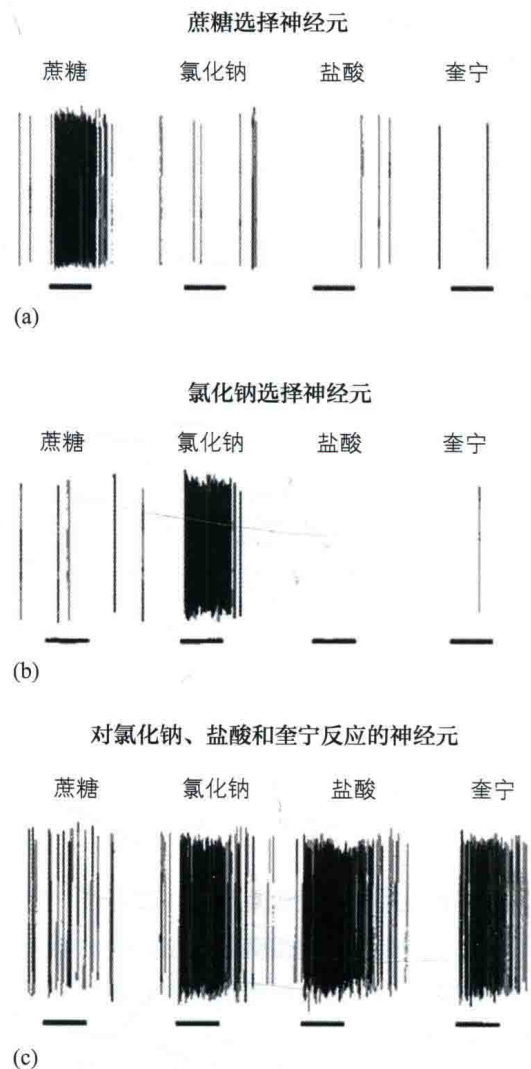 蔗糖选择神经元
蔗糖 氯化钠 盐酸 奎宁
(a)
氯化钠选择神经元
蔗糖 氯化钠 盐酸 奎宁
(b)
对氯化钠、盐酸和奎宁反应的神经元
蔗糖 氯化钠 盐酸 奎宁
(c)